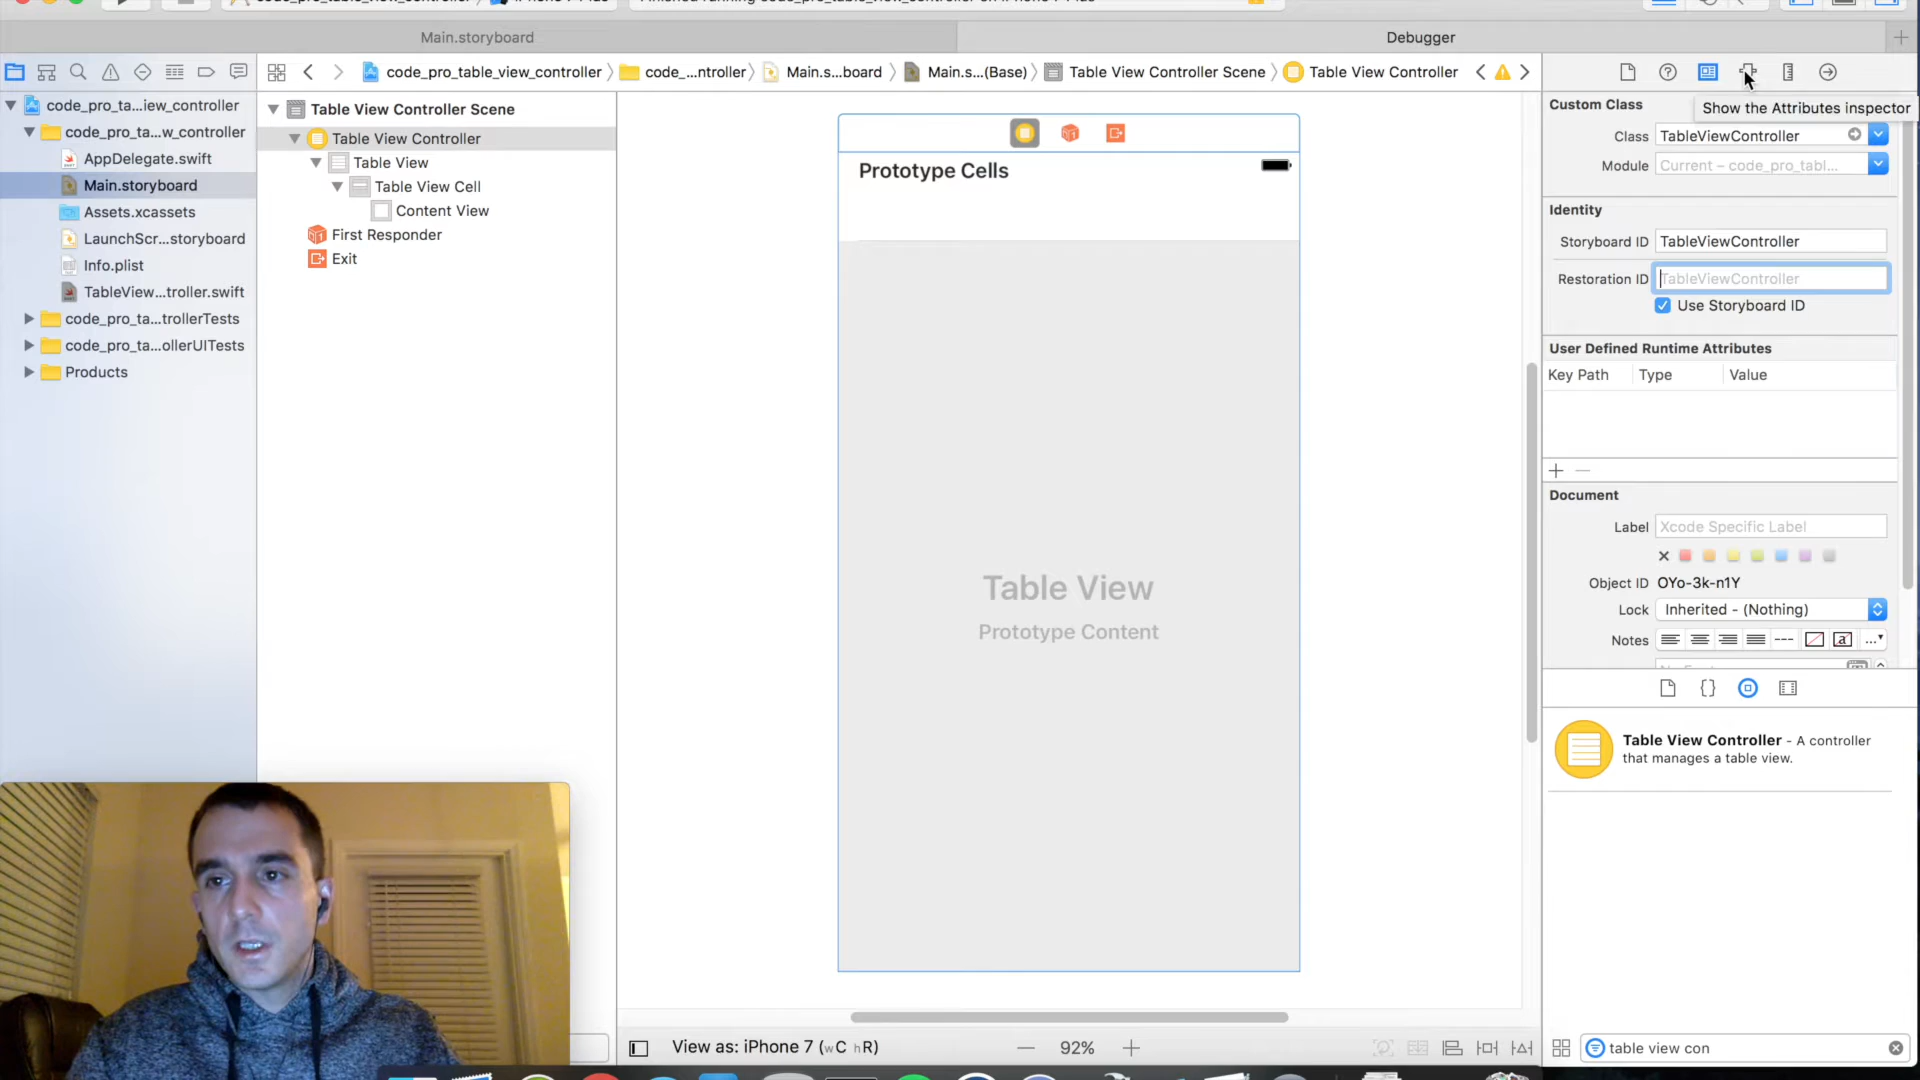 Main.storyboard
Debugger
code_pro_table_view_controller
code_...ntroller
Main.s...board
Main.s...(Base)
Table View Controller Scene
Table View Controller
code_pro_ta...iew_controller
code_pro_ta...w_controller
AppDelegate.swift
Main.storyboard
Assets.xcassets
LaunchScr...storyboard
Info.plist
TableView...troller.swift
code_pro_ta...trollerTests
code_pro_ta...ollerUITests
Products
Table View Controller Scene
Table View Controller
Table View
Table View Cell
Content View
First Responder
Exit
Prototype Cells
Table View
Prototype Content
View as: iPhone 7 (wC hR)
92%
Custom Class
Show the Attributes inspector
Class TableViewController
Module Current – code_pro_tabl...
Identity
Storyboard ID TableViewController
Restoration ID TableViewController
Use Storyboard ID
User Defined Runtime Attributes
Key Path Type Value
Document
Label Xcode Specific Label
Object ID OYo-3k-n1Y
Lock Inherited - (Nothing)
Notes
Table View Controller - A controller
that manages a table view.
table view con